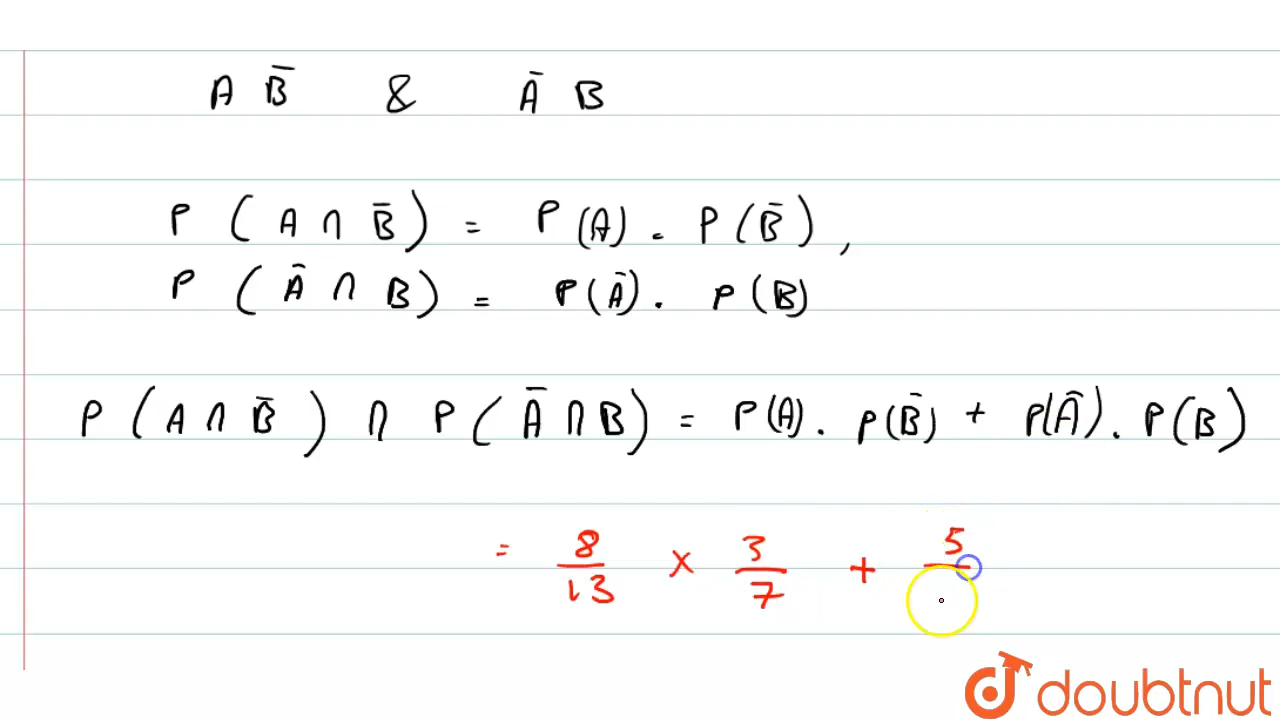 A B̄ & Ā B
P ( A ∩ B̄ ) = P (A) . P ( B̄ ) ,
P ( Ā ∩ B ) = P ( Ā ) . P ( B )
P ( A ∩ B̄ ) ∩ P ( Ā ∩ B ) = P (A) . P ( B̄ ) + P( Ā ) . P ( B )
= 8/13 × 3/7 + 5/
doubtnut